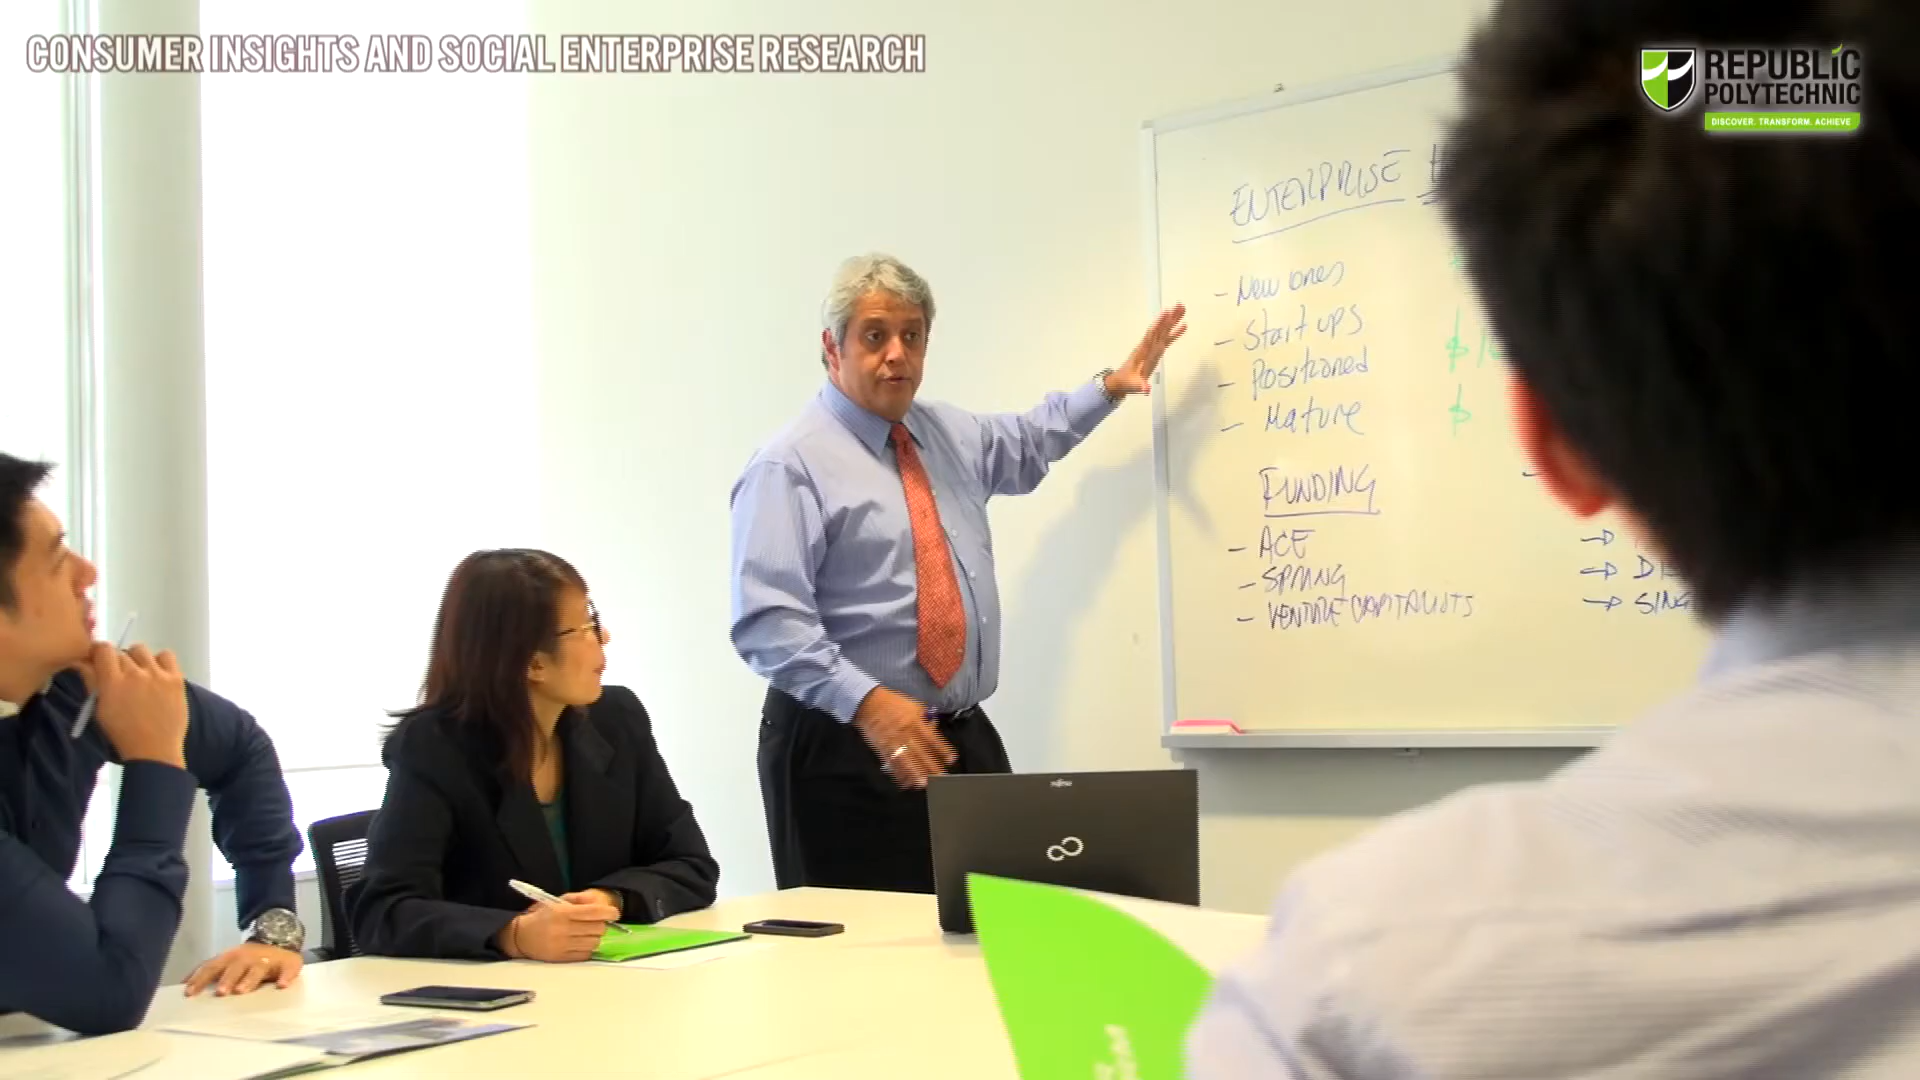 CONSUMER INSIGHTS AND SOCIAL ENTERPRISE RESEARCH
REPUBLIC
POLYTECHNIC
DISCOVER. TRANSFORM. ACHIEVE
ENTERPRISE
- New ones
- Start ups
- Positioned
- Mature
$
$
FUNDING
- ACE
- SPRING
- VENTURE CAPITALISTS
FUJITSU